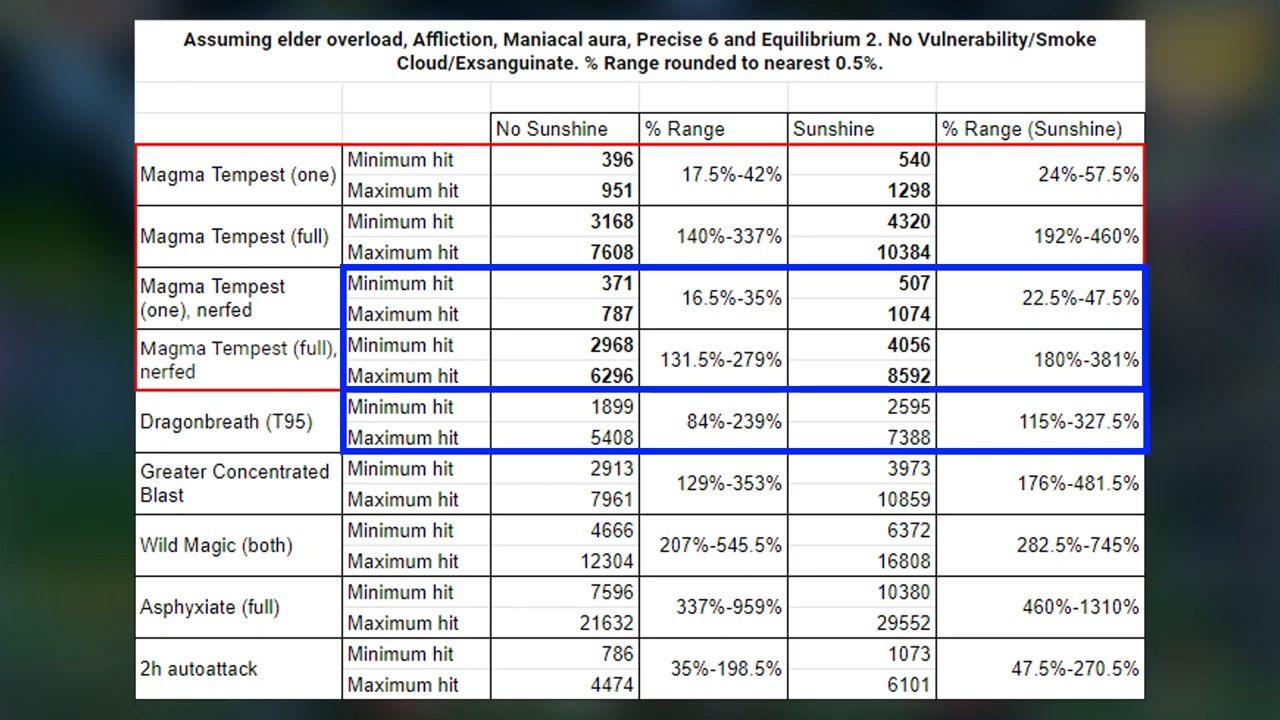 Assuming elder overload, Affliction, Maniacal aura, Precise 6 and Equilibrium 2. No Vulnerability/Smoke
Cloud/Exsanguinate. % Range rounded to nearest 0.5%.
No Sunshine % Range Sunshine % Range (Sunshine)
Magma Tempest (one) Minimum hit 396 17.5%-42% 540 24%-57.5%
Maximum hit 951 1298
Magma Tempest (full) Minimum hit 3168 140%-337% 4320 192%-460%
Maximum hit 7608 10384
Magma Tempest Minimum hit 371 16.5%-35% 507 22.5%-47.5%
(one), nerfed Maximum hit 787 1074
Magma Tempest (full), Minimum hit 2968 131.5%-279% 4056 180%-381%
nerfed Maximum hit 6296 8592
Dragonbreath (T95) Minimum hit 1899 84%-239% 2595 115%-327.5%
Maximum hit 5408 7388
Greater Concentrated Minimum hit 2913 129%-353% 3973 176%-481.5%
Blast Maximum hit 7961 10859
Wild Magic (both) Minimum hit 4666 207%-545.5% 6372 282.5%-745%
Maximum hit 12304 16808
Asphyxiate (full) Minimum hit 7596 337%-959% 10380 460%-1310%
Maximum hit 21632 29552
2h autoattack Minimum hit 786 35%-198.5% 1073 47.5%-270.5%
Maximum hit 4474 6101